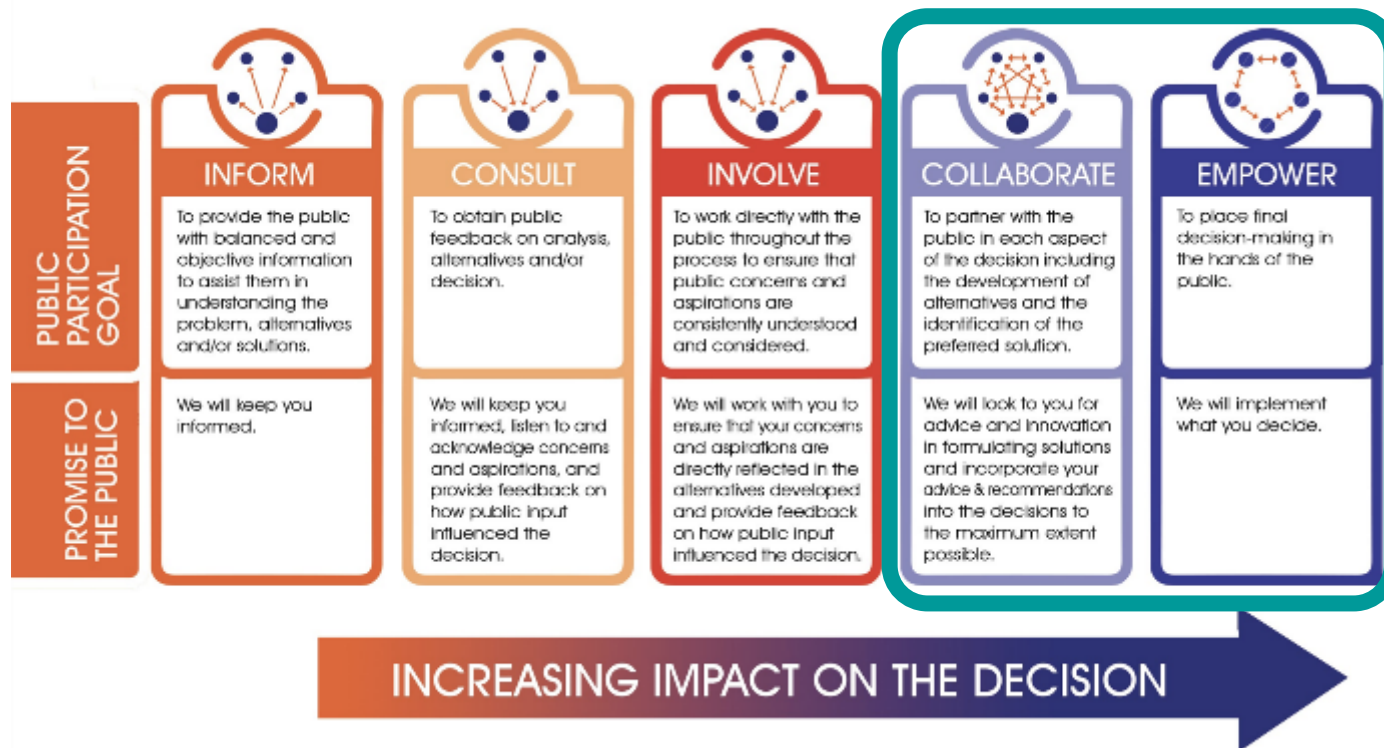 PUBLIC
PARTICIPATION
GOAL
INFORM
To provide the public
with balanced and
objective information
to assist them in
understanding the
problem, alternatives
and/or solutions.
CONSULT
To obtain public
feedback on analysis,
alternatives and/or
decision.
INVOLVE
To work directly with the
public throughout the
process to ensure that
public concerns and
aspirations are
consistently understood
and considered.
COLLABORATE
To partner with the
public in each aspect
of the decision including
the development of
alternatives and the
identification of the
preferred solution.
EMPOWER
To place final
decision-making in
the hands of the
public.
PROMISE TO
THE PUBLIC
We will keep you
informed.
We will keep you
informed, listen to and
acknowledge concerns
and aspirations, and
provide feedback on
how public input
influenced the
decision.
We will work with you to
ensure that your concerns
and aspirations are
directly reflected in the
alternatives developed
and provide feedback
on how public input
influenced the decision.
We will look to you for
advice and innovation
in formulating solutions
and incorporate your
advice & recommendations
into the decisions to
the maximum extent
possible.
We will implement
what you decide.
INCREASING IMPACT ON THE DECISION